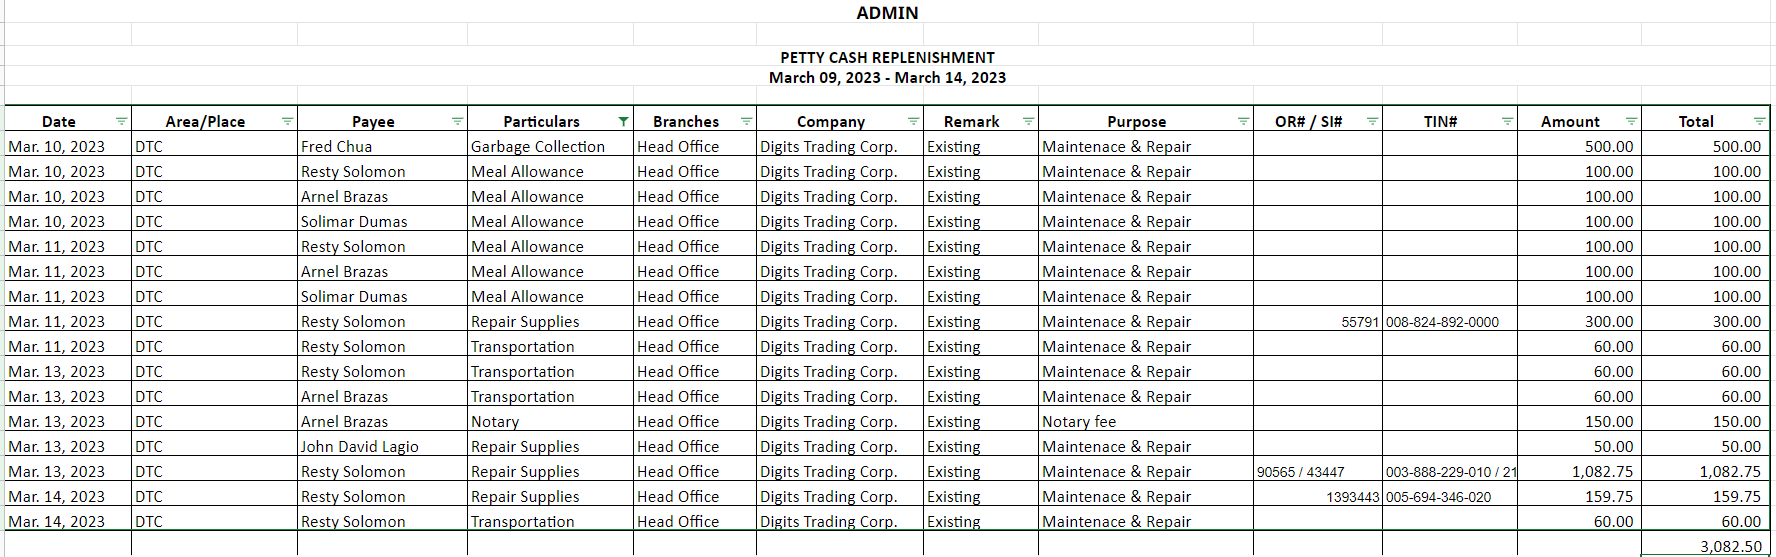 ADMIN
PETTY CASH REPLENISHMENT
March 09, 2023 - March 14, 2023
Date Area/Place Payee Particulars Branches Company Remark Purpose OR# / SI# TIN# Amount Total
Mar. 10, 2023 DTC Fred Chua Garbage Collection Head Office Digits Trading Corp. Existing Maintenace & Repair 500.00 500.00
Mar. 10, 2023 DTC Resty Solomon Meal Allowance Head Office Digits Trading Corp. Existing Maintenace & Repair 100.00 100.00
Mar. 10, 2023 DTC Arnel Brazas Meal Allowance Head Office Digits Trading Corp. Existing Maintenace & Repair 100.00 100.00
Mar. 10, 2023 DTC Solimar Dumas Meal Allowance Head Office Digits Trading Corp. Existing Maintenace & Repair 100.00 100.00
Mar. 11, 2023 DTC Resty Solomon Meal Allowance Head Office Digits Trading Corp. Existing Maintenace & Repair 100.00 100.00
Mar. 11, 2023 DTC Arnel Brazas Meal Allowance Head Office Digits Trading Corp. Existing Maintenace & Repair 100.00 100.00
Mar. 11, 2023 DTC Solimar Dumas Meal Allowance Head Office Digits Trading Corp. Existing Maintenace & Repair 100.00 100.00
Mar. 11, 2023 DTC Resty Solomon Repair Supplies Head Office Digits Trading Corp. Existing Maintenace & Repair 55791 008-824-892-0000 300.00 300.00
Mar. 11, 2023 DTC Resty Solomon Transportation Head Office Digits Trading Corp. Existing Maintenace & Repair 60.00 60.00
Mar. 13, 2023 DTC Resty Solomon Transportation Head Office Digits Trading Corp. Existing Maintenace & Repair 60.00 60.00
Mar. 13, 2023 DTC Arnel Brazas Transportation Head Office Digits Trading Corp. Existing Maintenace & Repair 60.00 60.00
Mar. 13, 2023 DTC Arnel Brazas Notary Head Office Digits Trading Corp. Existing Notary fee 150.00 150.00
Mar. 13, 2023 DTC John David Lagio Repair Supplies Head Office Digits Trading Corp. Existing Maintenace & Repair 50.00 50.00
Mar. 13, 2023 DTC Resty Solomon Repair Supplies Head Office Digits Trading Corp. Existing Maintenace & Repair 90565 / 43447 003-888-229-010 / 21 1,082.75 1,082.75
Mar. 14, 2023 DTC Resty Solomon Repair Supplies Head Office Digits Trading Corp. Existing Maintenace & Repair 1393443 005-694-346-020 159.75 159.75
Mar. 14, 2023 DTC Resty Solomon Transportation Head Office Digits Trading Corp. Existing Maintenace & Repair 60.00 60.00
3,082.50